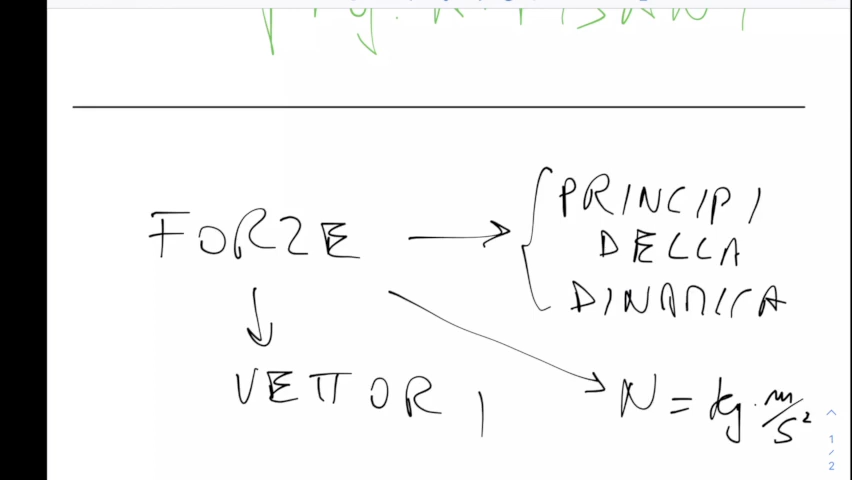 FORZE → { PRINCIPI
DELLA
DINAMICA
VETTORI
N = kg · m/s²
1
/
2